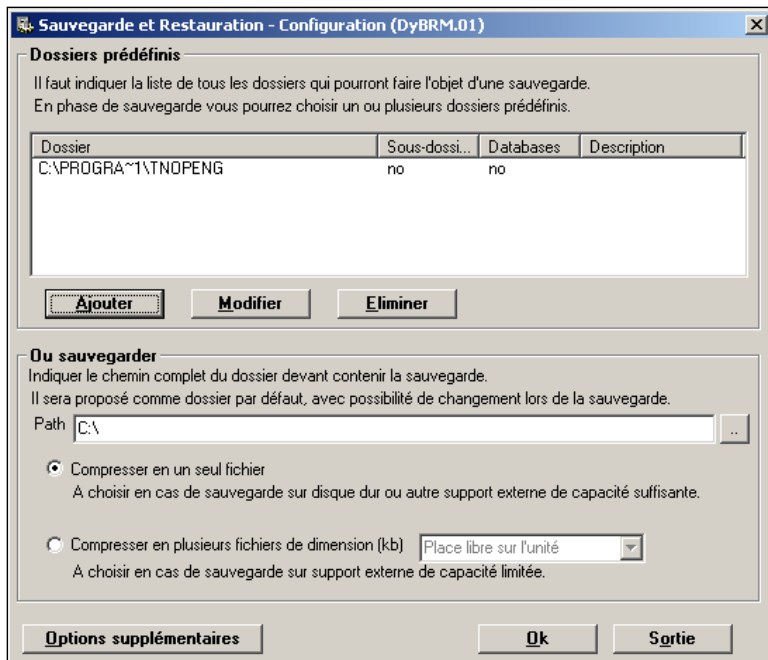 Sauvegarde et Restauration - Configuration (DyBRM.01)
Dossiers prédéfinis
Il faut indiquer la liste de tous les dossiers qui pourront faire l'objet d'une sauvegarde.
En phase de sauvegarde vous pourrez choisir un ou plusieurs dossiers prédéfinis.
Dossier Sous-dossi... Databases Description
C:\PROGRA~1\TNOPENG no no
Ajouter Modifier Eliminer
Ou sauvegarder
Indiquer le chemin complet du dossier devant contenir la sauvegarde.
Il sera proposé comme dossier par défaut, avec possibilité de changement lors de la sauvegarde.
Path C:\ ..
Compresser en un seul fichier
A choisir en cas de sauvegarde sur disque dur ou autre support externe de capacité suffisante.
Compresser en plusieurs fichiers de dimension (kb) Place libre sur l'unité
A choisir en cas de sauvegarde sur support externe de capacité limitée.
Options supplémentaires Ok Sortie